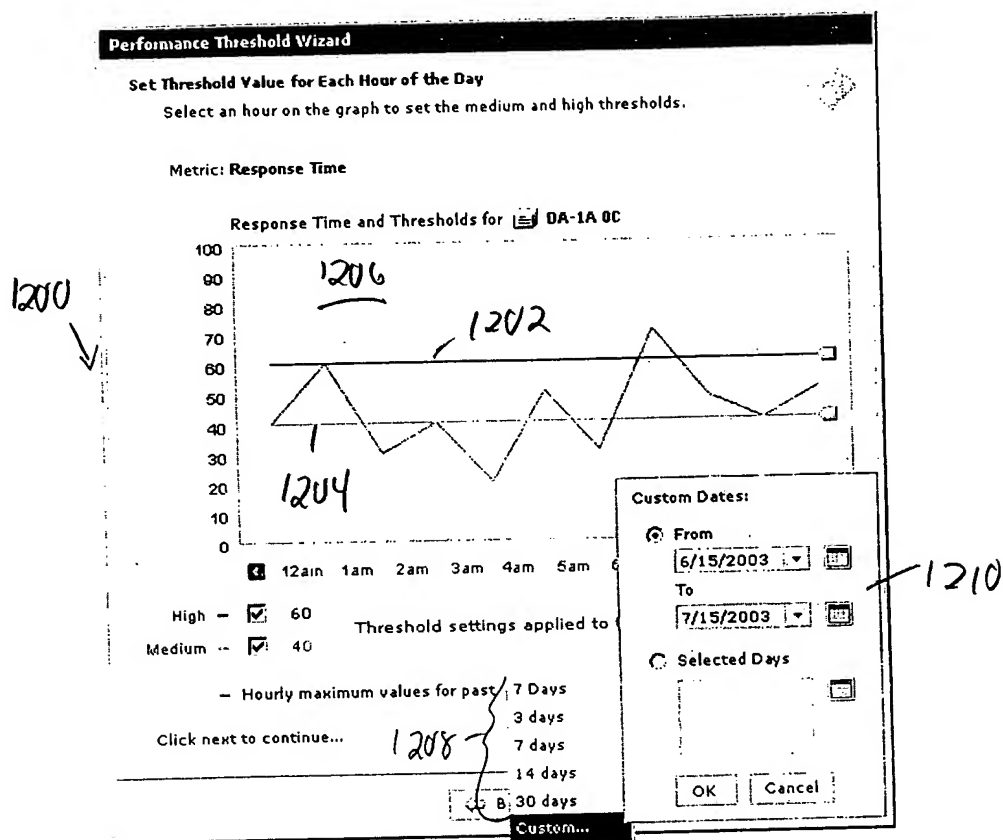 Performance Threshold Wizard
Set Threshold Value for Each Hour of the Day
Select an hour on the graph to set the medium and high thresholds.
Metric: Response Time
Response Time and Thresholds for DA-1A 0C
100
90
80
70
60
50
40
30
20
10
0
1200
1206
1202
1204
12am 1am 2am 3am 4am 5am 6
High – 60
Medium -- 40
Threshold settings applied to
– Hourly maximum values for past
7 Days
3 days
7 days
14 days
30 days
Custom...
1208
Click next to continue...
B
Custom Dates:
From
6/15/2003
To
7/15/2003
Selected Days
OK Cancel
1210